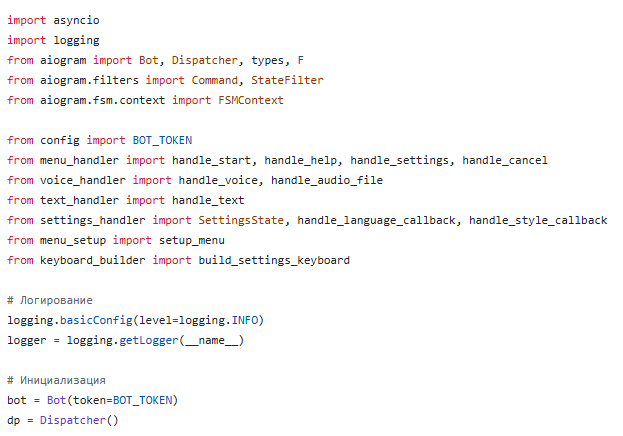 import asyncio
import logging
from aiogram import Bot, Dispatcher, types, F
from aiogram.filters import Command, StateFilter
from aiogram.fsm.context import FSMContext

from config import BOT_TOKEN
from menu_handler import handle_start, handle_help, handle_settings, handle_cancel
from voice_handler import handle_voice, handle_audio_file
from text_handler import handle_text
from settings_handler import SettingsState, handle_language_callback, handle_style_callback
from menu_setup import setup_menu
from keyboard_builder import build_settings_keyboard

# Логирование
logging.basicConfig(level=logging.INFO)
logger = logging.getLogger(__name__)

# Инициализация
bot = Bot(token=BOT_TOKEN)
dp = Dispatcher()